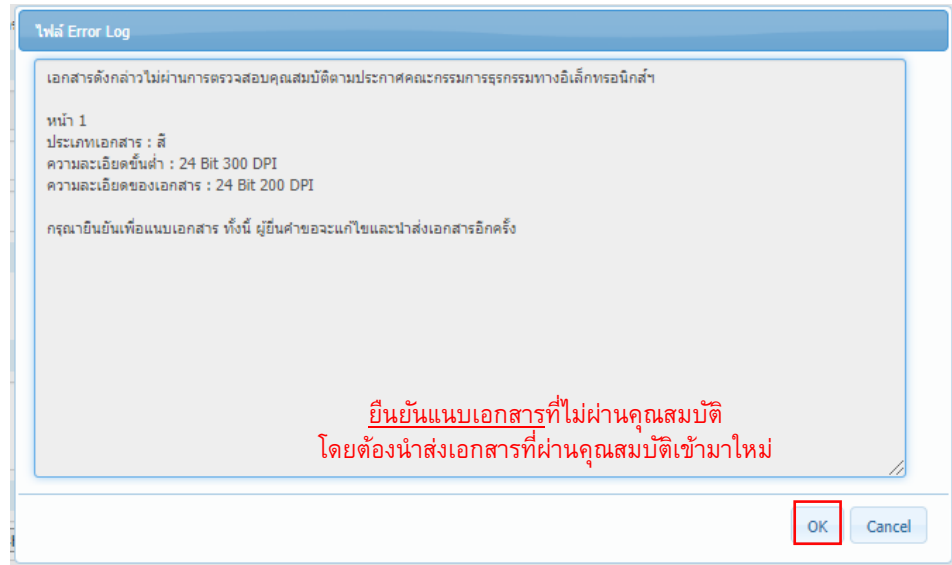 ไฟล์ Error Log
เอกสารดังกล่าวไม่ผ่านการตรวจสอบคุณสมบัติตามประกาศคณะกรรมการธุรกรรมทางอิเล็กทรอนิกส์ฯ
หน้า 1
ประเภทเอกสาร : สี
ความละเอียดขั้นต่ำ : 24 Bit 300 DPI
ความละเอียดของเอกสาร : 24 Bit 200 DPI
กรุณายืนยันเพื่อแนบเอกสาร ทั้งนี้ ผู้ยื่นคำขอจะแก้ไขและนำส่งเอกสารอีกครั้ง
ยืนยันแนบเอกสารที่ไม่ผ่านคุณสมบัติ
โดยต้องนำส่งเอกสารที่ผ่านคุณสมบัติเข้ามาใหม่
OK Cancel